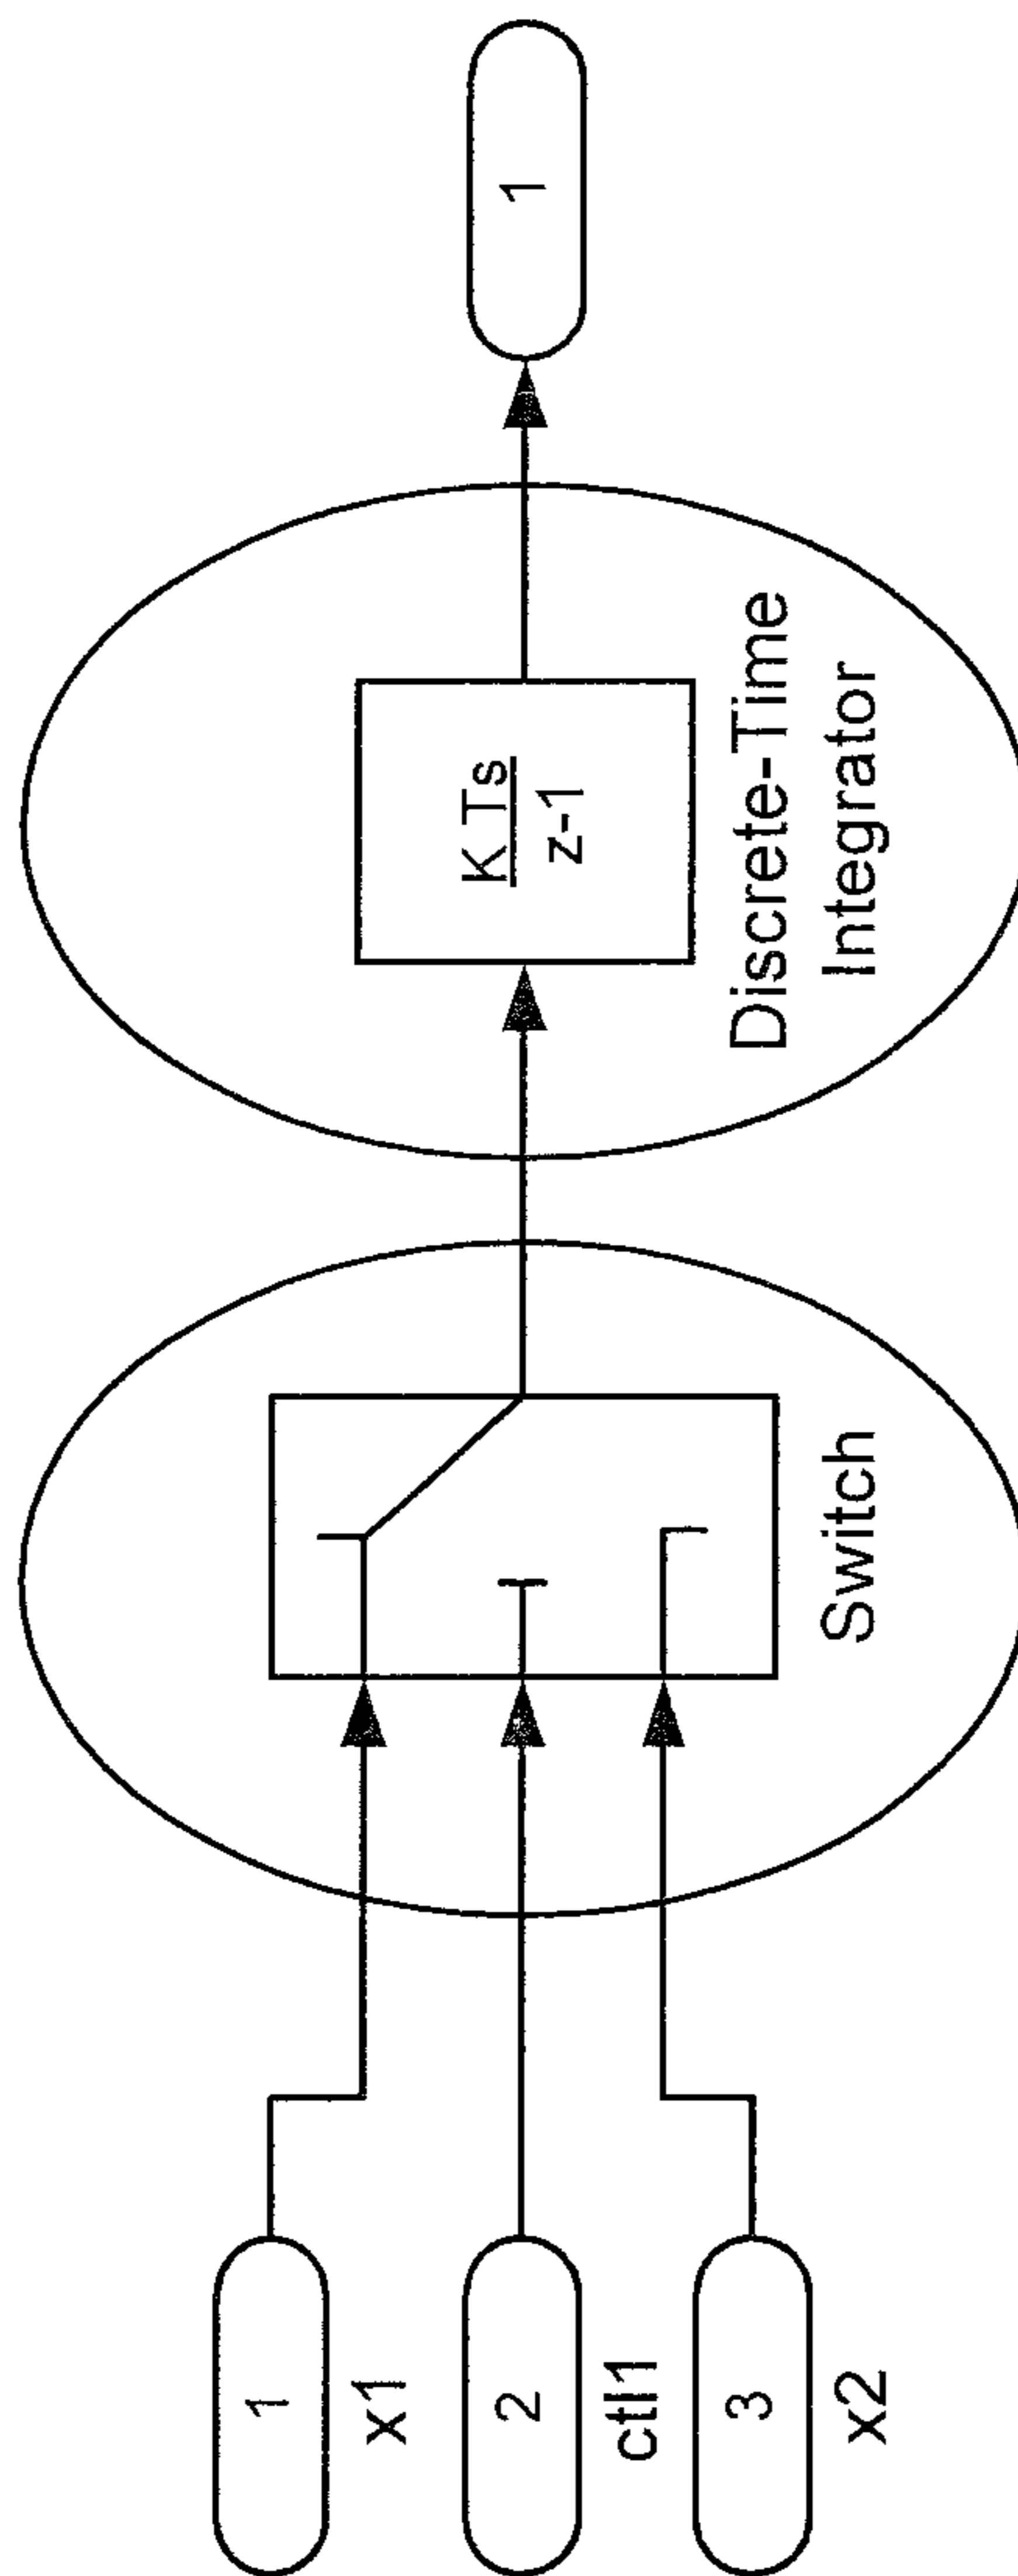 1
x1
2
ctl1
3
x2
Switch
K Ts
z-1
Discrete-Time
Integrator
1